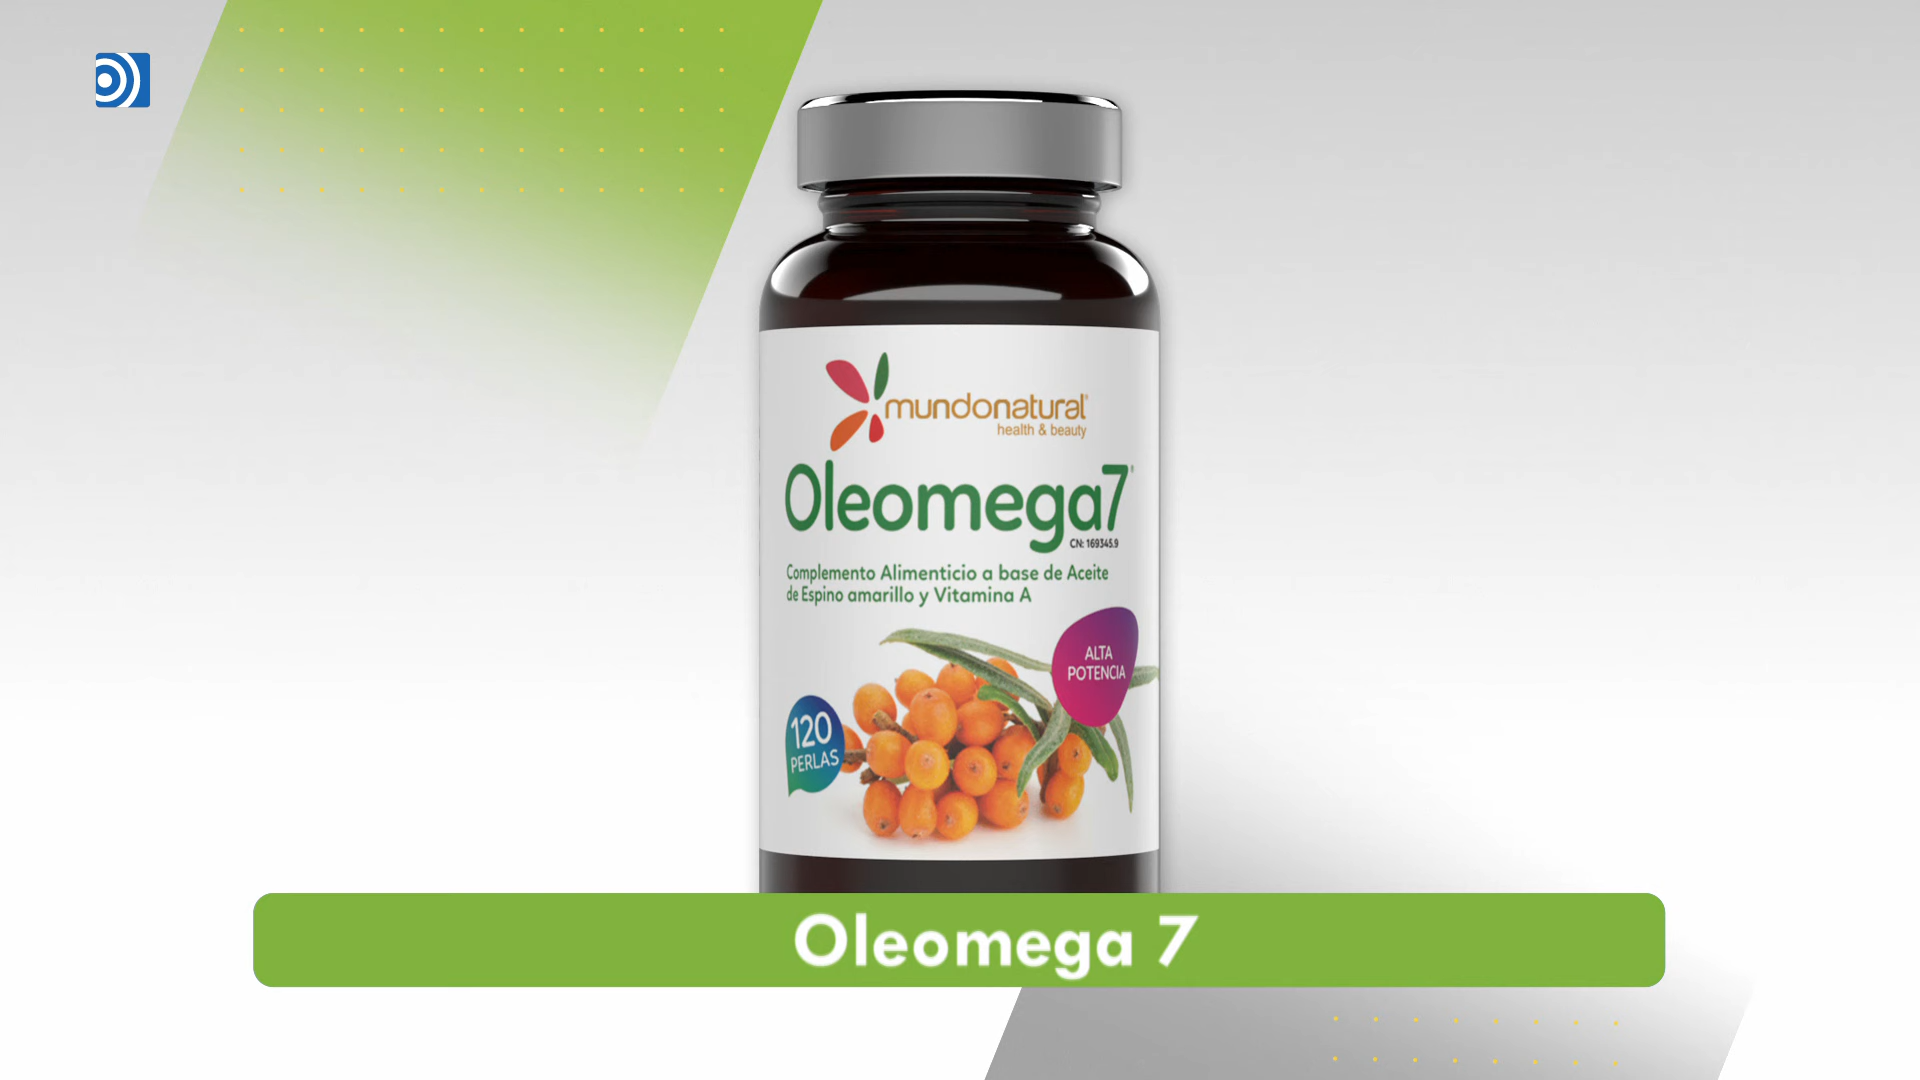 mundonatural®
health & beauty
Oleomega7®
CN: 169345.9
Complemento Alimenticio a base de Aceite
de Espino amarillo y Vitamina A
ALTA
POTENCIA
120
PERLAS
Oleomega 7